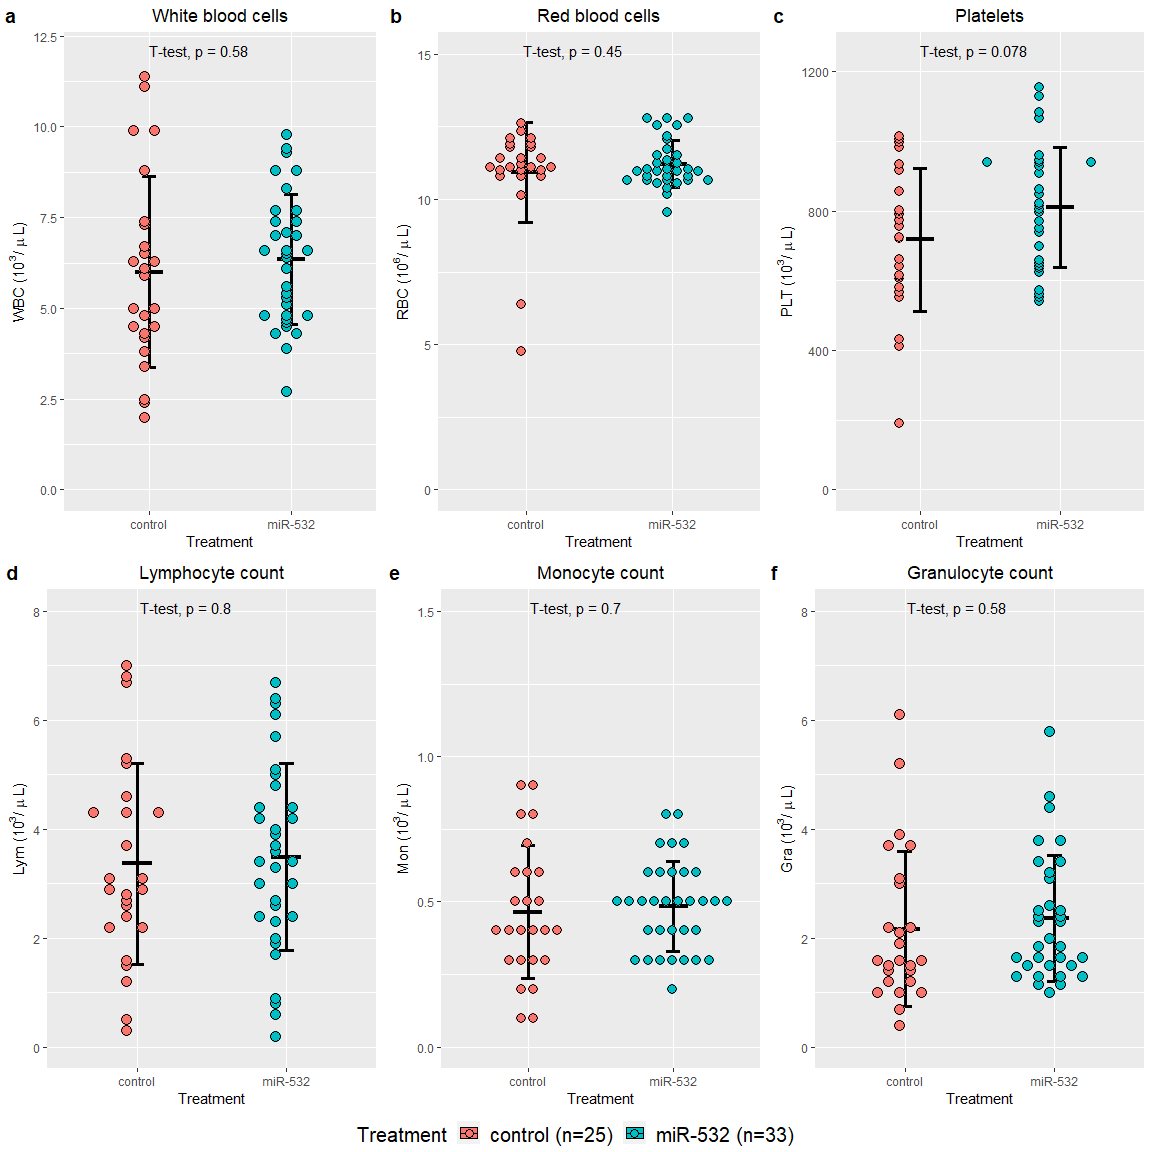 a White blood cells
T-test, p = 0.58
WBC (10³/ μ L)
12.5
10.0
7.5
5.0
2.5
0.0
control miR-532
Treatment
b Red blood cells
T-test, p = 0.45
RBC (10⁶/ μ L)
15
10
5
0
control miR-532
Treatment
c Platelets
T-test, p = 0.078
PLT (10³/ μ L)
1200
800
400
0
control miR-532
Treatment
d Lymphocyte count
T-test, p = 0.8
Lym (10³/ μ L)
8
6
4
2
0
control miR-532
Treatment
e Monocyte count
T-test, p = 0.7
Mon (10³/ μ L)
1.5
1.0
0.5
0.0
control miR-532
Treatment
f Granulocyte count
T-test, p = 0.58
Gra (10³/ μ L)
8
6
4
2
0
control miR-532
Treatment
Treatment control (n=25) miR-532 (n=33)